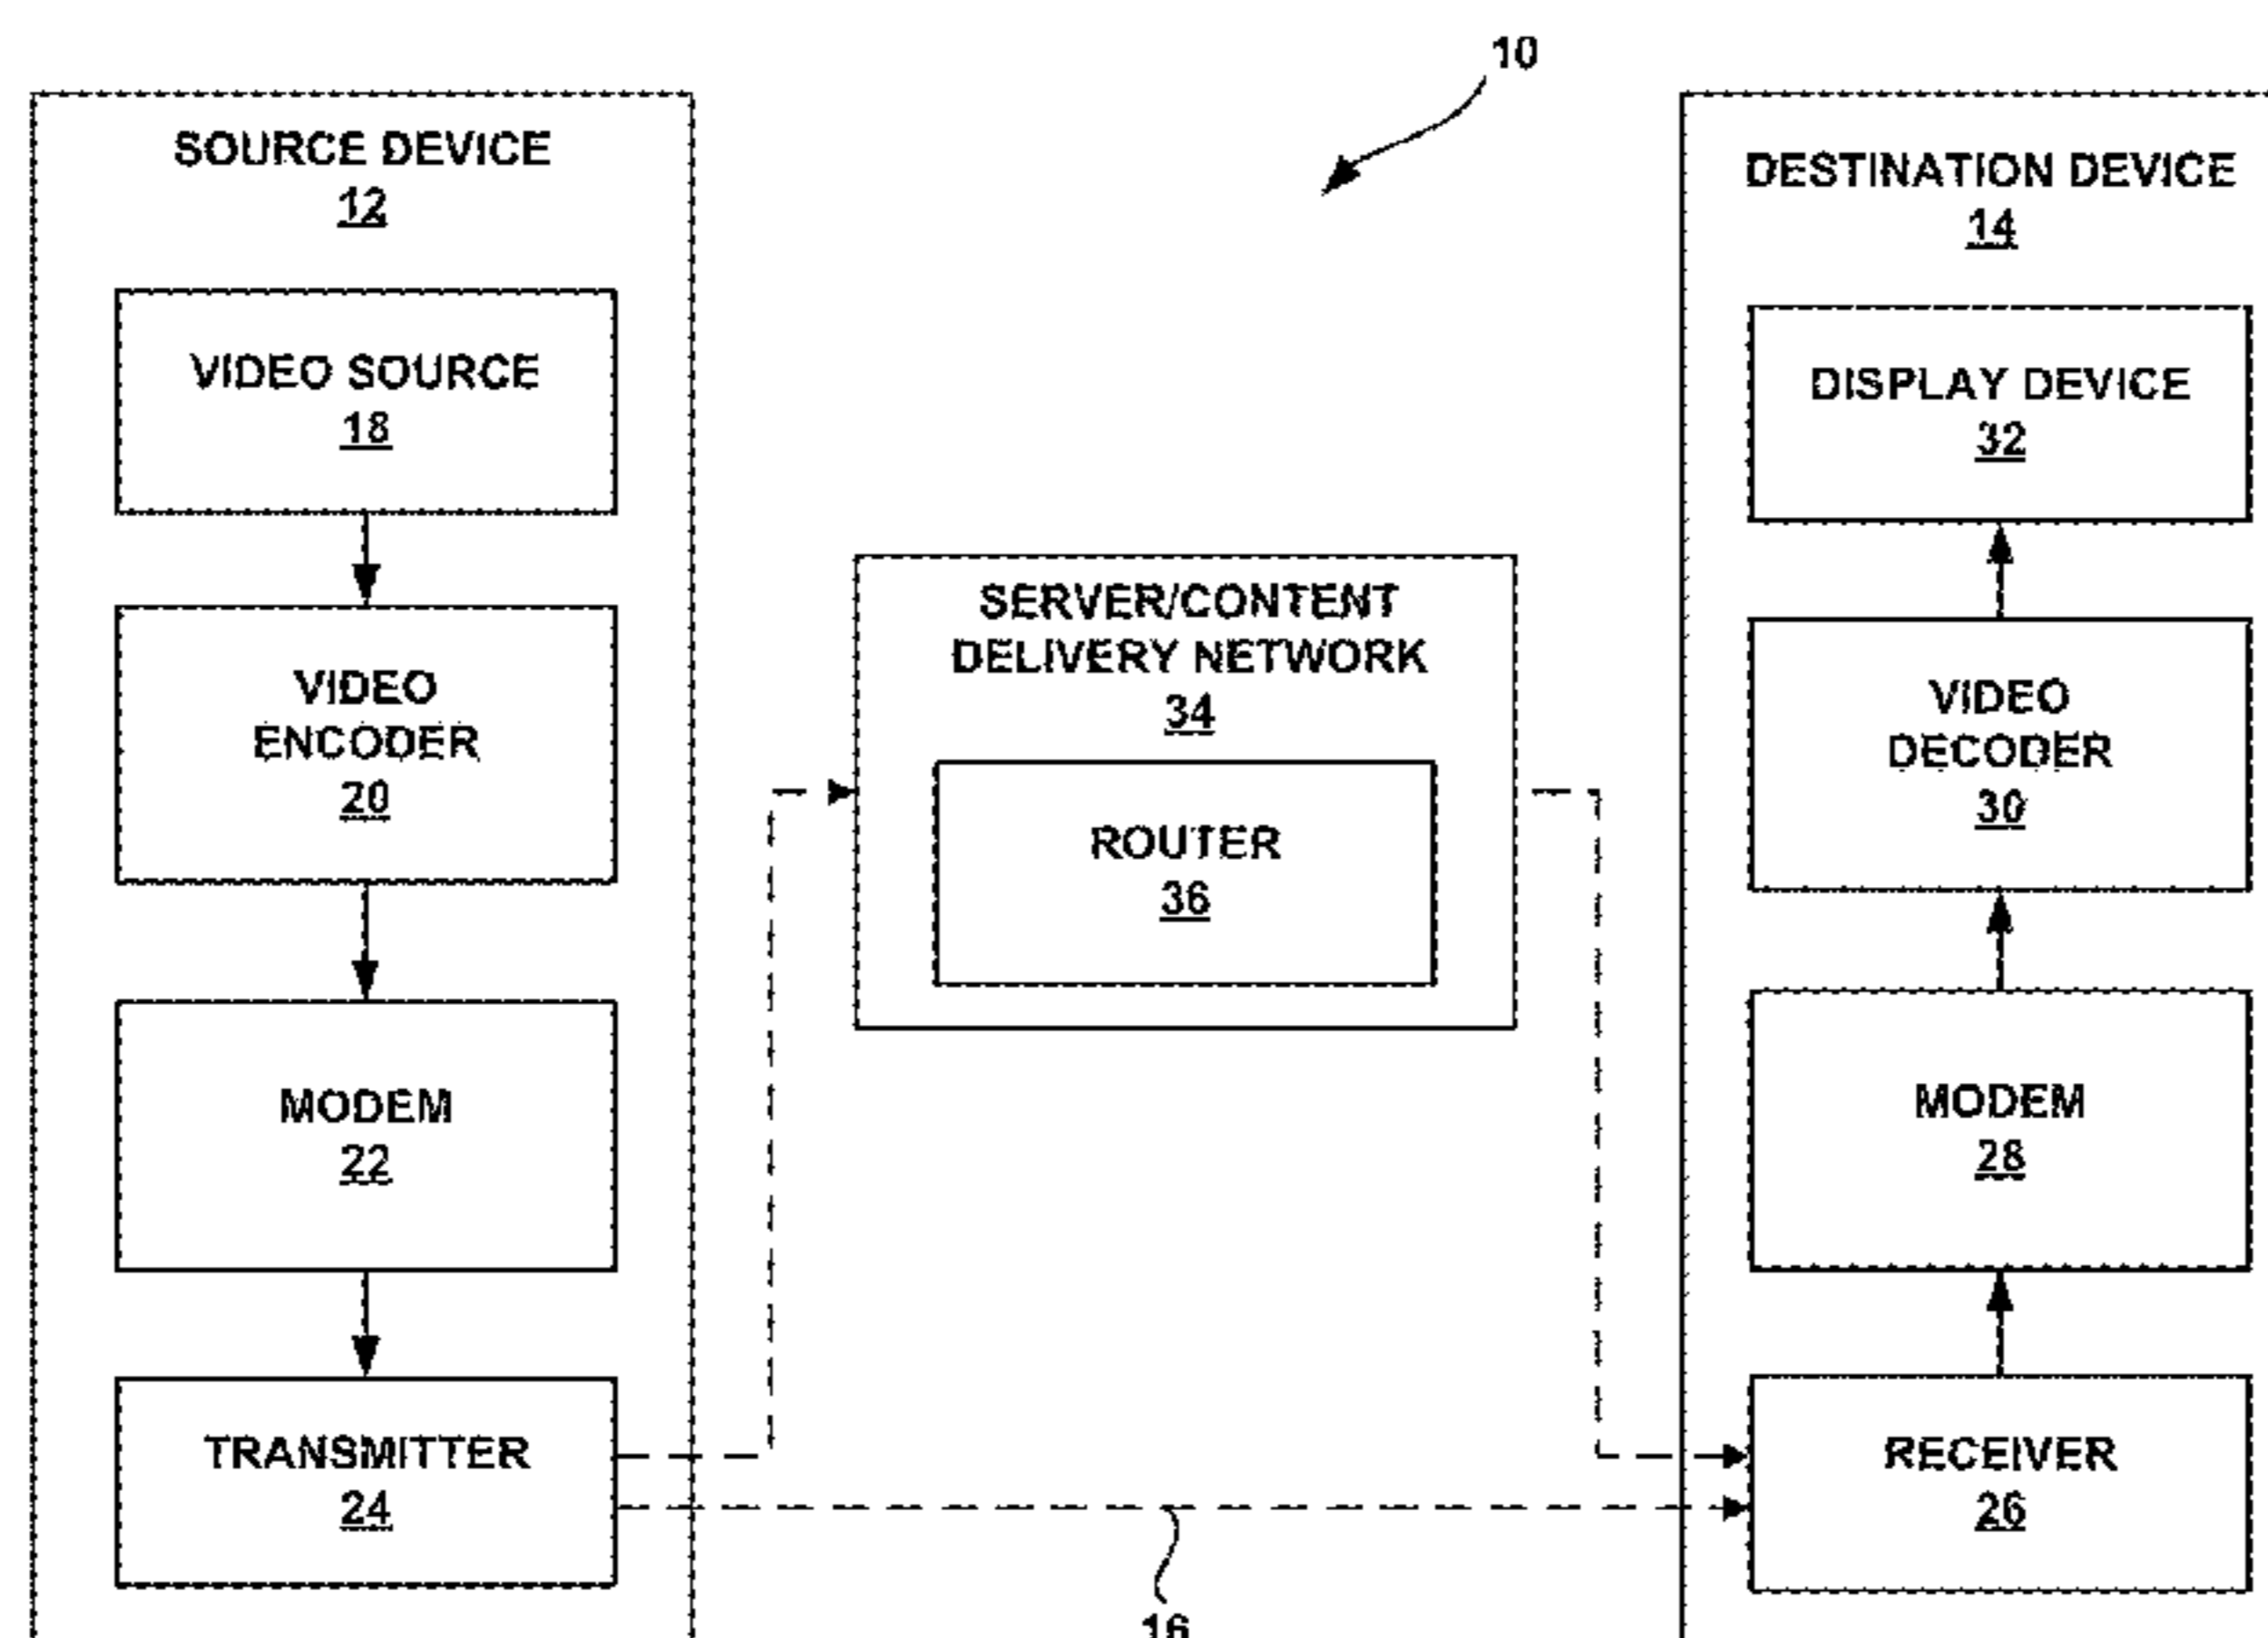 10
SOURCE DEVICE
12
VIDEO SOURCE
18
VIDEO
ENCODER
20
MODEM
22
TRANSMITTER
24
SERVER/CONTENT
DELIVERY NETWORK
34
ROUTER
36
16
DESTINATION DEVICE
14
DISPLAY DEVICE
32
VIDEO
DECODER
30
MODEM
28
RECEIVER
26